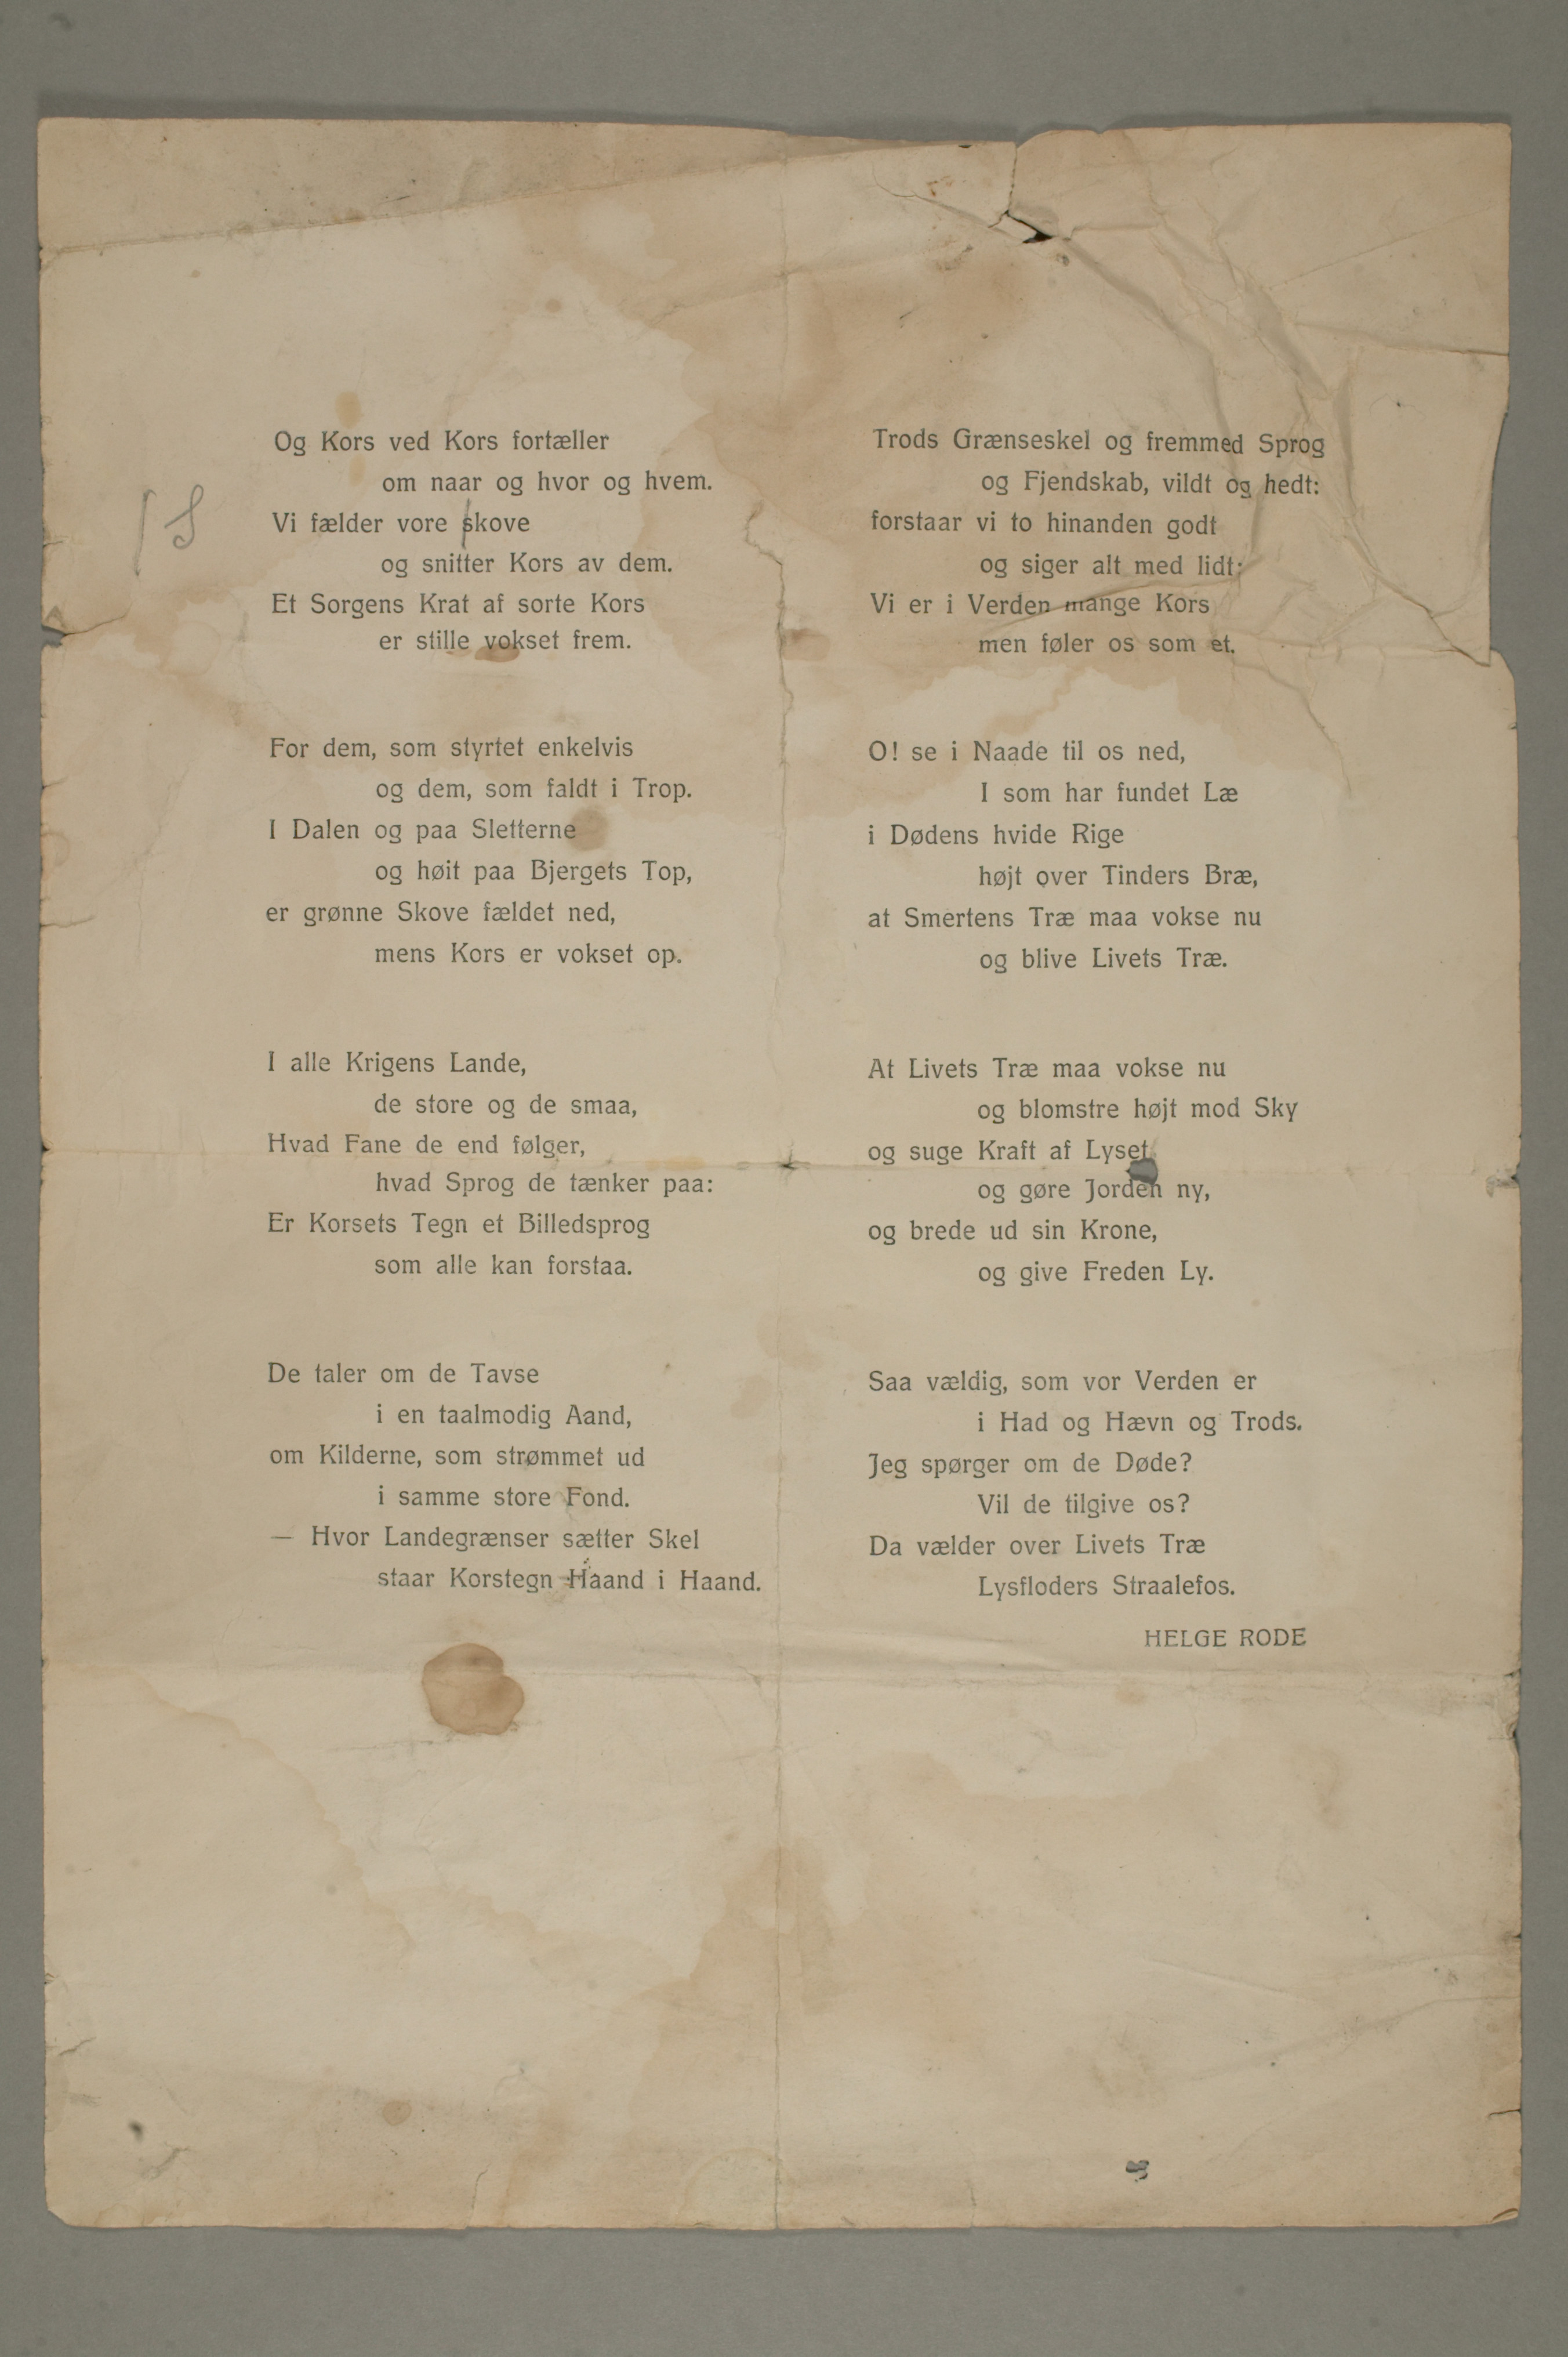 Og Kors ved Kors fortæller
om naar og hvor og hvem.
Vi fælder vore skove
og snitter Kors av dem.
Et Sorgens Krat af sorte Kors
er stille vokset frem.
For dem, som styrtet enkelvis
og dem, som faldt i Trop.
I Dalen og paa Sletterne
og høit paa Bjergets Top,
er grønne Skove fældet ned,
mens Kors er vokset op.
I alle Krigens Lande,
de store og de smaa,
Hvad Fane de end følger,
hvad Sprog de tænker paa:
Er Korsets Tegn et Billedsprog
som alle kan forstaa.
De taler om de Tavse
i en taalmodig Aand,
om Kilderne, som strømmet ud
i samme store Fond.
— Hvor Landegrænser sætter Skel
staar Korstegn Haand i Haand.
Trods Grænseskel og fremmed Sprog
og Fjendskab, vildt og hedt:
forstaar vi to hinanden godt
og siger alt med lidt:
Vi er i Verden mange Kors
men føler os som et.
O! se i Naade til os ned,
I som har fundet Læ
i Dødens hvide Rige
højt over Tinders Bræ,
at Smertens Træ maa vokse nu
og blive Livets Træ.
At Livets Træ maa vokse nu
og blomstre højt mod Sky
og suge Kraft af Lyset
og gøre Jorden ny,
og brede ud sin Krone,
og give Freden Ly.
Saa vældig, som vor Verden er
i Had og Hævn og Trods.
Jeg spørger om de Døde?
Vil de tilgive os?
Da vælder over Livets Træ
Lysfloders Straalefos.
HELGE RODE